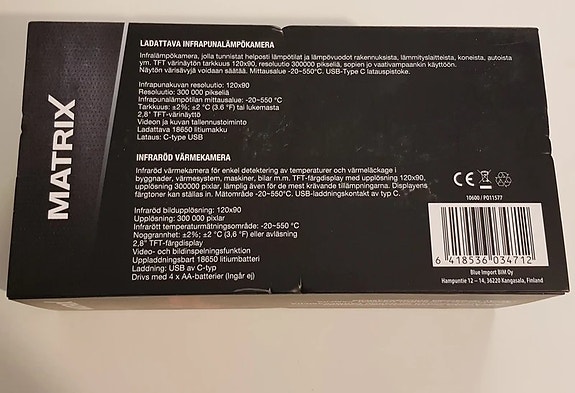 MATRIX
LADATTAVA INFRAPUNALÄMPÖKAMERA
Infralämpökamera, jolla tunnistat helposti lämpötilat ja lämpövuodot rakennuksista, lämmityslaitteista, koneista, autoista
ym. TFT värinäytön tarkkuus 120x90, resoluutio 300000 pikseliä, sopien jo vaativampaankin käyttöön.
Näytön värisävyjä voidaan säätää. Mittausalue -20~550°C. USB-Type C latauspistoke.
Infrapunakuvan resoluutio: 120x90
Resoluutio: 300 000 pikseliä
Infrapunalämpötilan mittausalue: -20~550 °C
Tarkkuus: ±2%; ±2 °C (3,6 °F) tai lukemasta
2,8" TFT-värinäyttö
Videon ja kuvan tallennustoiminto
Ladattava 18650 litiumakku
Lataus: C-type USB
INFRARÖD VÄRMEKAMERA
Infraröd värmekamera för enkel detektering av temperaturer och värmeläckage i
byggnader, värmesystem, maskiner, bilar m.m. TFT-färgdisplay med upplösning 120x90,
upplösning 300000 pixlar, lämplig även för de mest krävande tillämpningarna. Displayens
färgtoner kan ställas in. Mätområde -20~550°C. USB-laddningskontakt av typ C.
Infraröd bildupplösning: 120x90
Upplösning: 300 000 pixlar
Infrarött temperaturmätningsområde: -20~550 °C
Noggrannhet: ±2%; ±2 °C (3,6 °F) eller avläsning
2,8" TFT-färgdisplay
Video- och bildinspelningsfunktion
Uppladdningsbart 18650 litiumbatteri
Laddning: USB av C-typ
Drivs med 4 x AA-batterier (Ingår ej)
CE
10600 / PO11577
6 418536 034712
Blue Import BIM Oy
Hampuntie 12 – 14, 36220 Kangasala, Finland